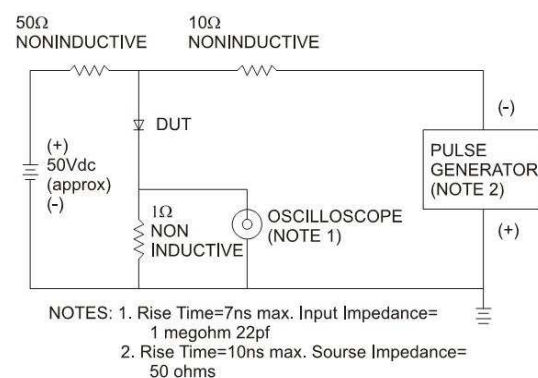 50Ω
NONINDUCTIVE
10Ω
NONINDUCTIVE
(+)
50Vdc
(approx)
(-)
DUT
1Ω
NON
INDUCTIVE
OSCILLOSCOPE
(NOTE 1)
(-)
PULSE
GENERATOR
(NOTE 2)
(+)
NOTES: 1. Rise Time=7ns max. Input Impedance=
1 megohm 22pf
2. Rise Time=10ns max. Sourse Impedance=
50 ohms